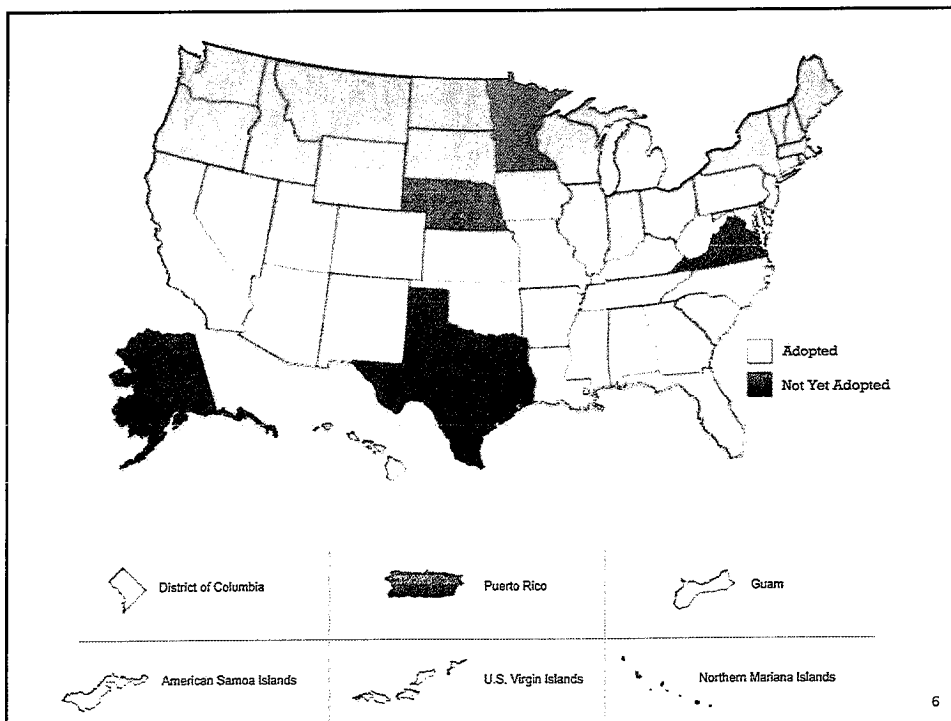 Adopted
Not Yet Adopted
District of Columbia
Puerto Rico
Guam
American Samoa Islands
U.S. Virgin Islands
Northern Mariana Islands
6